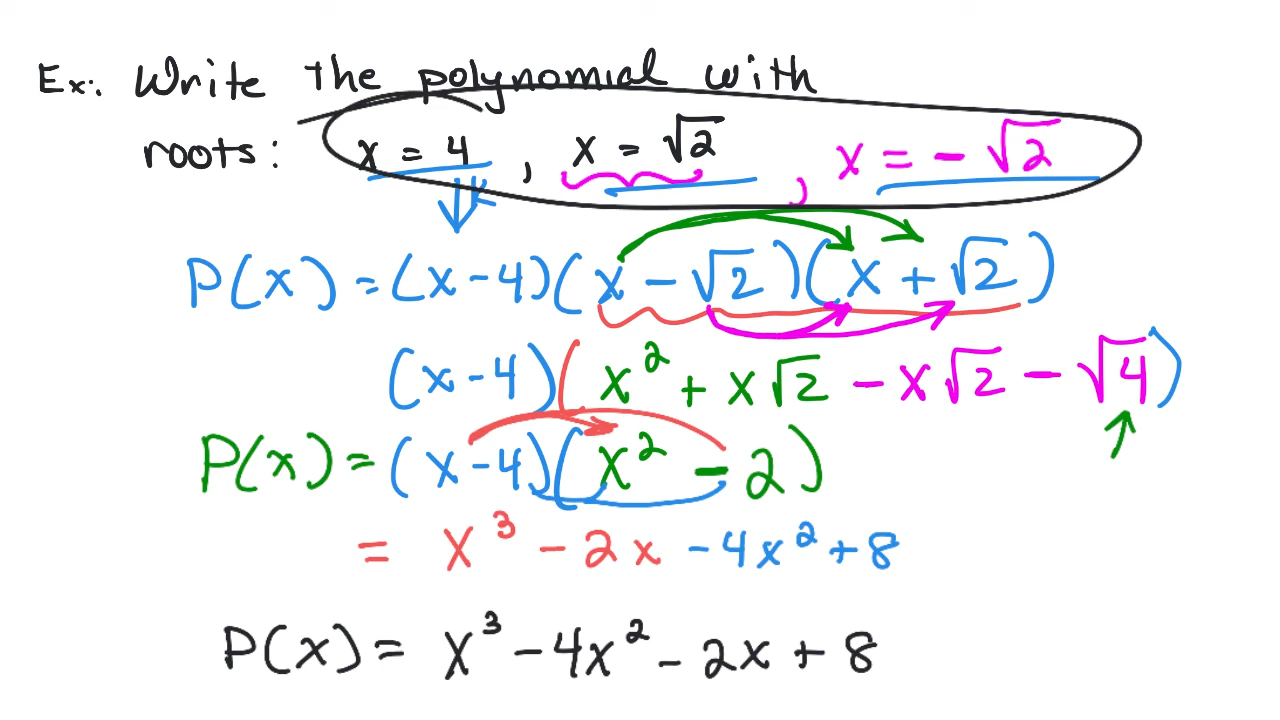 Ex: Write the polynomial with
roots: x = 4, x = √2, x = -√2
P(x) = (x-4)(x-√2)(x+√2)
(x-4)(x² + x√2 - x√2 - √4)
P(x) = (x-4)(x² - 2)
= x³ - 2x - 4x² + 8
P(x) = x³ - 4x² - 2x + 8